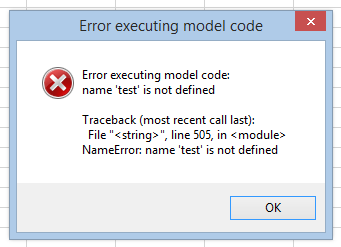 Error executing model code
Error executing model code:
name 'test' is not defined
Traceback (most recent call last):
File "<string>", line 505, in <module>
NameError: name 'test' is not defined
OK